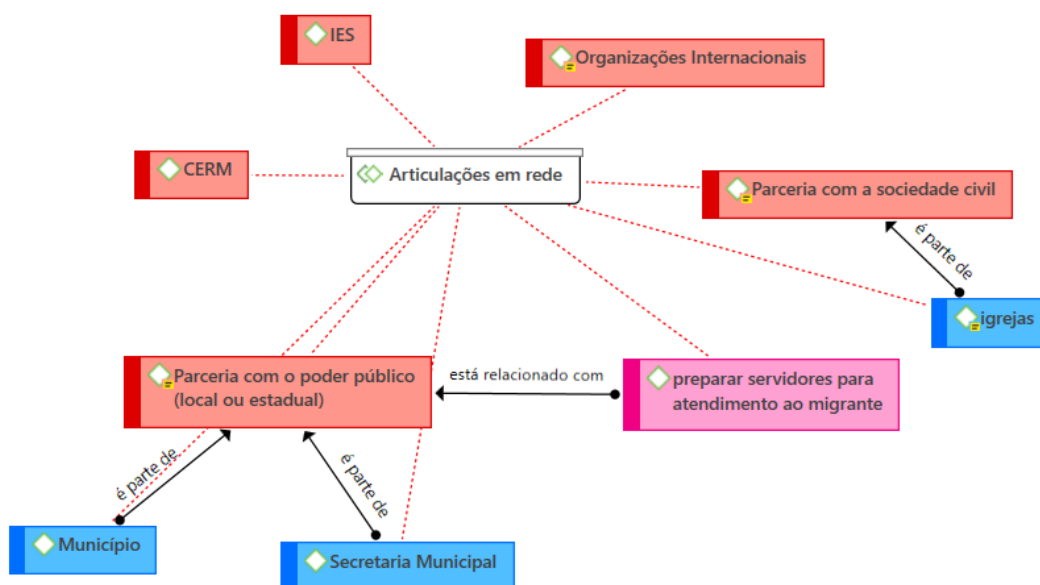 IES
Organizações Internacionais
CERM
Articulações em rede
Parceria com a sociedade civil
é parte de
igrejas
Parceria com o poder público
(local ou estadual)
está relacionado com
preparar servidores para
atendimento ao migrante
é parte de
é parte de
Município
Secretaria Municipal